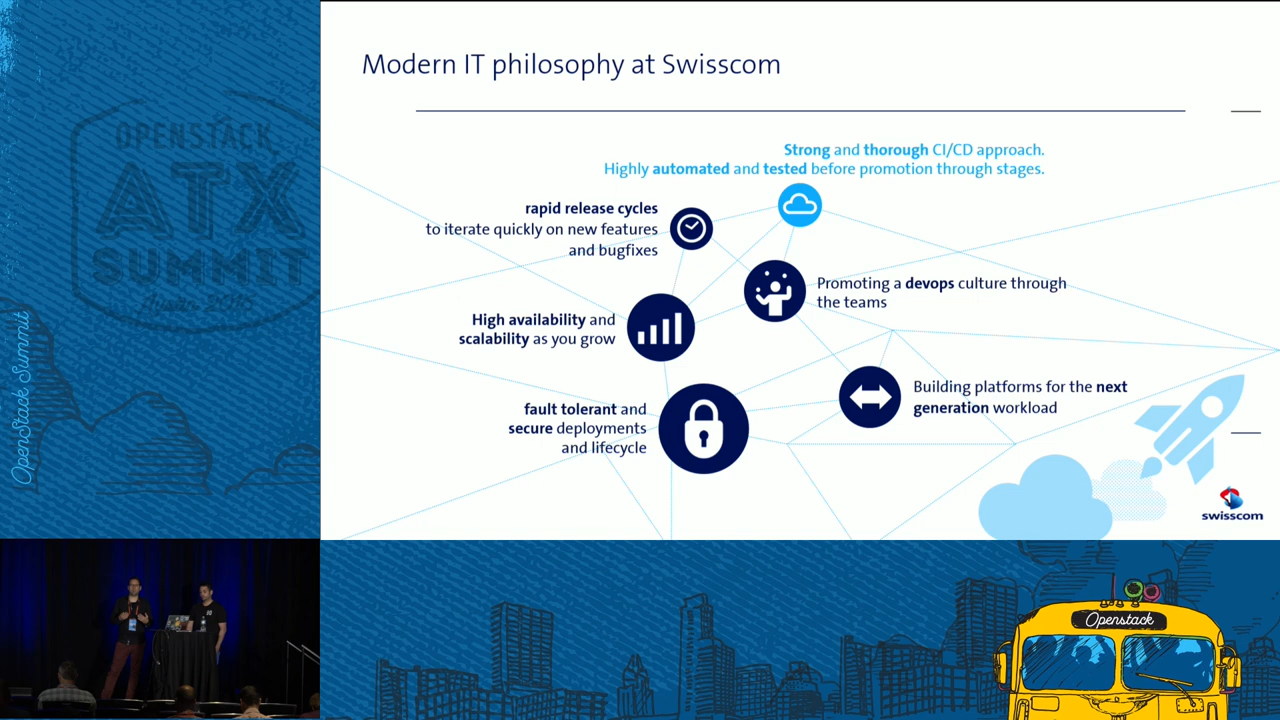 Modern IT philosophy at Swisscom
Strong and thorough CI/CD approach.
Highly automated and tested before promotion through stages.
rapid release cycles
to iterate quickly on new features
and bugfixes
Promoting a devops culture through
the teams
High availability and
scalability as you grow
Building platforms for the next
generation workload
fault tolerant and
secure deployments
and lifecycle
swisscom
OPENSTACK
ATX
SUMMIT
Austin
OpenStack Summit
Openstack